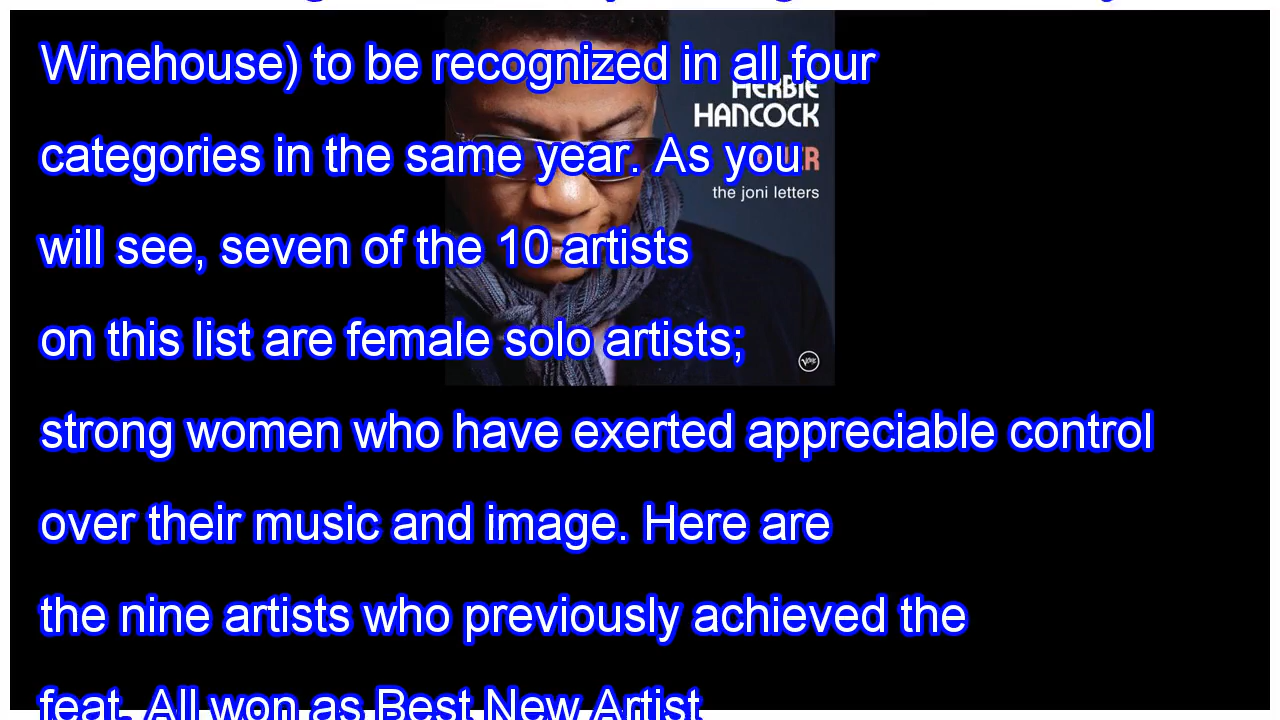 Winehouse) to be recognized in all four
HERBIE
HANCOCK
categories in the same year. As you
the joni letters
will see, seven of the 10 artists
on this list are female solo artists;
strong women who have exerted appreciable control
over their music and image. Here are
the nine artists who previously achieved the
feat. All won as Best New Artist